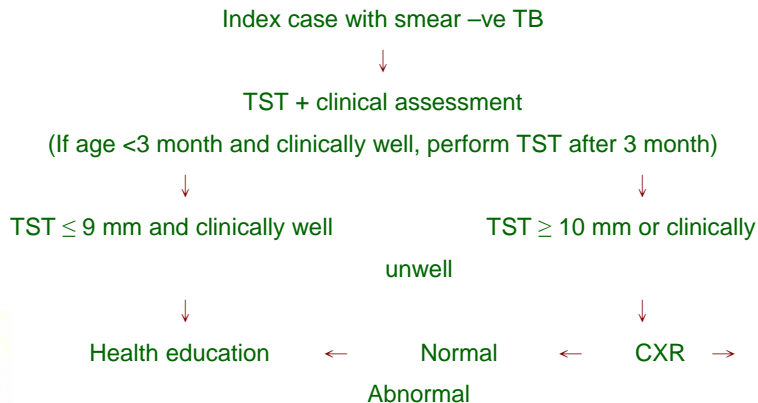 Index case with smear –ve TB
↓
TST + clinical assessment
(If age <3 month and clinically well, perform TST after 3 month)
↓ ↓
TST ≤ 9 mm and clinically well TST ≥ 10 mm or clinically
unwell
↓ ↓
Health education ← Normal ← CXR →
Abnormal